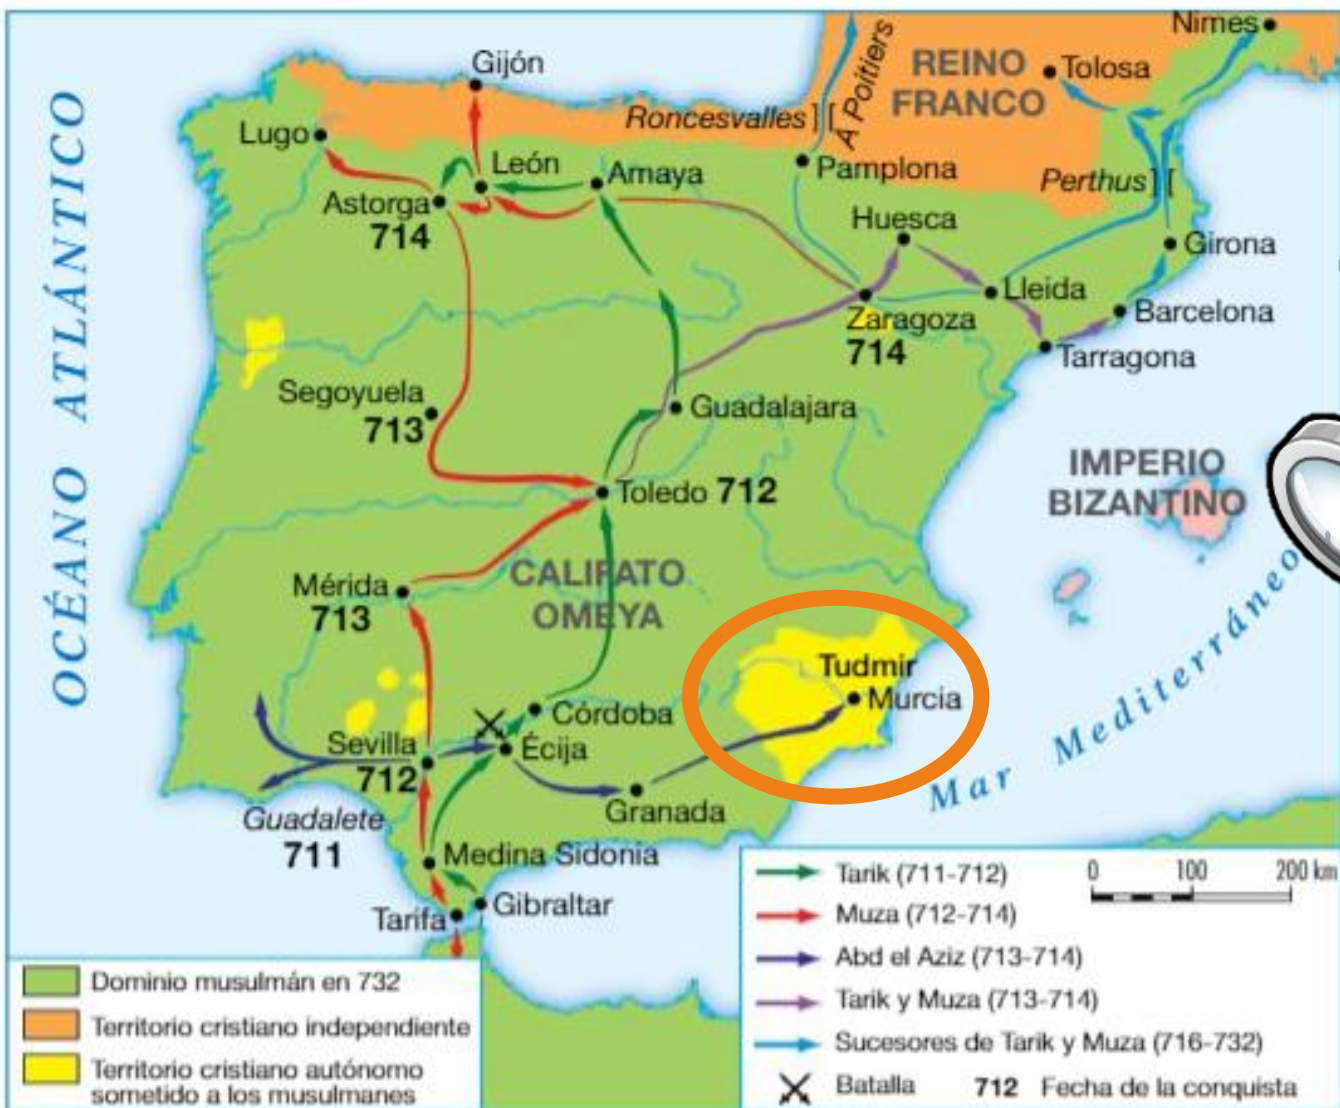 Nimes
Gijón
REINO
FRANCO
Tolosa
A Poitiers
Roncesvalles
Lugo
León
Amaya
Pamplona
Perthus
Astorga
714
Huesca
Girona
OCÉANO ATLÁNTICO
Lleida
Zaragoza
714
Barcelona
Tarragona
Segoyuela
713
Guadalajara
IMPERIO
BIZANTINO
Toledo 712
Mérida
713
CALIFATO
OMEYA
Tudmir
Murcia
Mar Mediterráneo
Córdoba
Sevilla
712
Écija
Granada
Guadalete
711
Medina Sidonia
Gibraltar
Tarifa
Dominio musulmán en 732
Territorio cristiano independiente
Territorio cristiano autónomo
sometido a los musulmanes
Tarik (711-712)
0 100 200 km
Muza (712-714)
Abd el Aziz (713-714)
Tarik y Muza (713-714)
Sucesores de Tarik y Muza (716-732)
Batalla 712 Fecha de la conquista